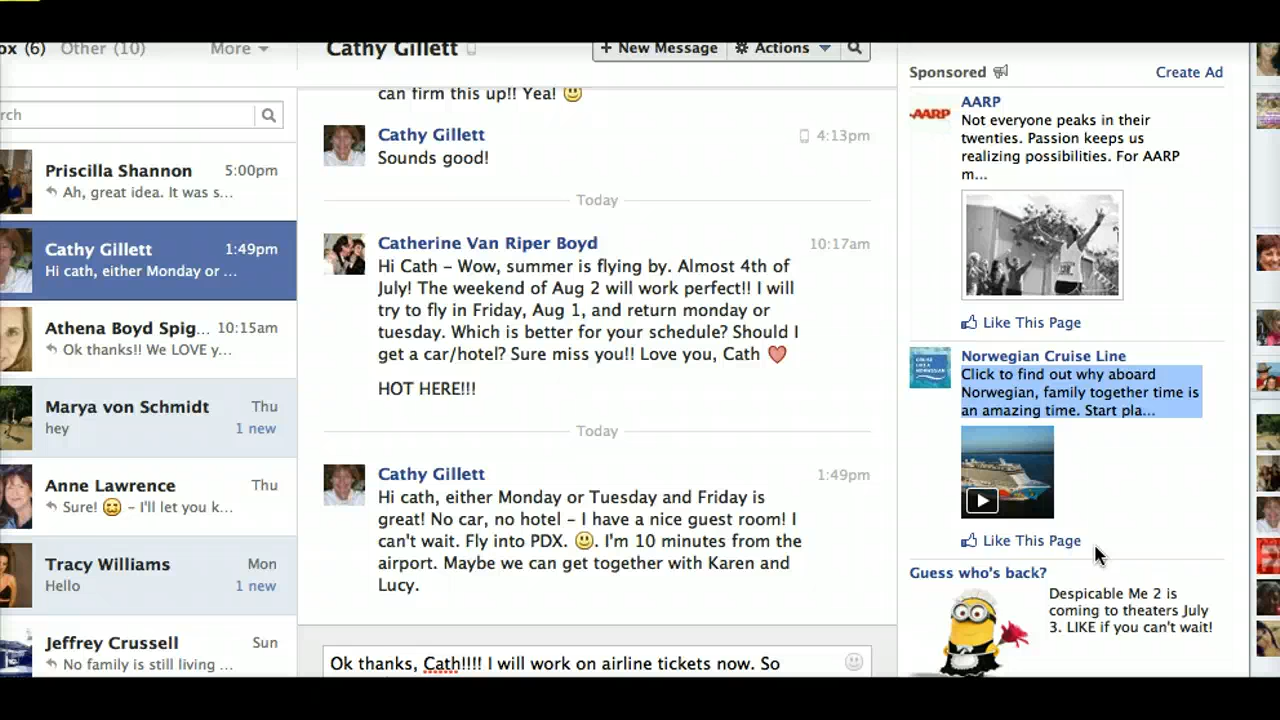 ox (6) Other (10) More
rch
Priscilla Shannon 5:00pm
Ah, great idea. It was s...
Cathy Gillett 1:49pm
Hi cath, either Monday or ...
Athena Boyd Spig... 10:15am
Ok thanks!! We LOVE y...
Marya von Schmidt Thu
hey 1 new
Anne Lawrence Thu
Sure! 😊 - I'll let you k...
Tracy Williams Mon
Hello 1 new
Jeffrey Crussell Sun
No family is still living ...
Cathy Gillett
+ New Message Actions
can firm this up!! Yea! 😃
Cathy Gillett 4:13pm
Sounds good!
Today
Catherine Van Riper Boyd 10:17am
Hi Cath – Wow, summer is flying by. Almost 4th of
July! The weekend of Aug 2 will work perfect!! I will
try to fly in Friday, Aug 1, and return monday or
tuesday. Which is better for your schedule? Should I
get a car/hotel? Sure miss you!! Love you, Cath ❤
HOT HERE!!!
Today
Cathy Gillett 1:49pm
Hi cath, either Monday or Tuesday and Friday is
great! No car, no hotel – I have a nice guest room! I
can't wait. Fly into PDX. 😃. I'm 10 minutes from the
airport. Maybe we can get together with Karen and
Lucy.
Ok thanks, Cath!!!! I will work on airline tickets now. So
Sponsored Create Ad
AARP
AARP
Not everyone peaks in their
twenties. Passion keeps us
realizing possibilities. For AARP
m...
Like This Page
Norwegian Cruise Line
Click to find out why aboard
Norwegian, family together time is
an amazing time. Start pla...
Like This Page
Guess who's back?
Despicable Me 2 is
coming to theaters July
3. LIKE if you can't wait!